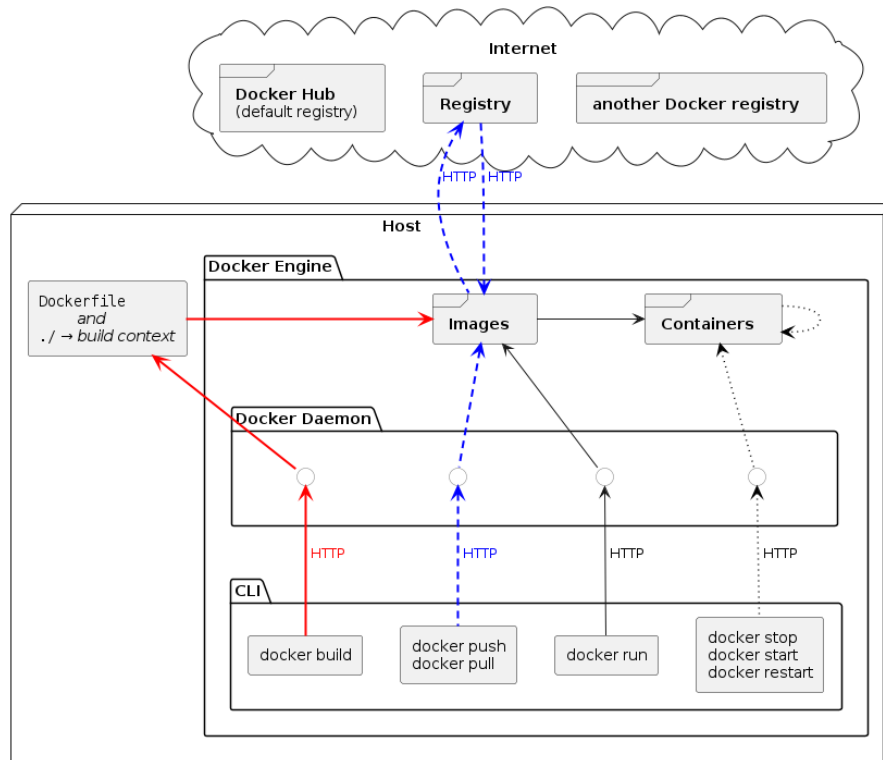 Internet
Docker Hub
(default registry)
Registry
another Docker registry
HTTP
HTTP
Host
Docker Engine
Dockerfile
and
./ → build context
Images
Containers
Docker Daemon
HTTP
HTTP
HTTP
HTTP
CLI
docker build
docker push
docker pull
docker run
docker stop
docker start
docker restart